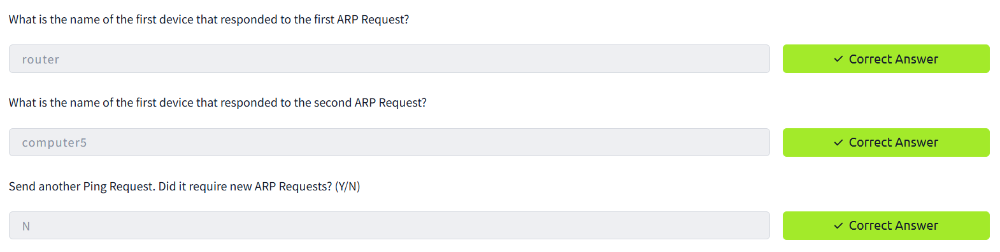 What is the name of the first device that responded to the first ARP Request?
router
✓ Correct Answer
What is the name of the first device that responded to the second ARP Request?
computer5
✓ Correct Answer
Send another Ping Request. Did it require new ARP Requests? (Y/N)
N
✓ Correct Answer